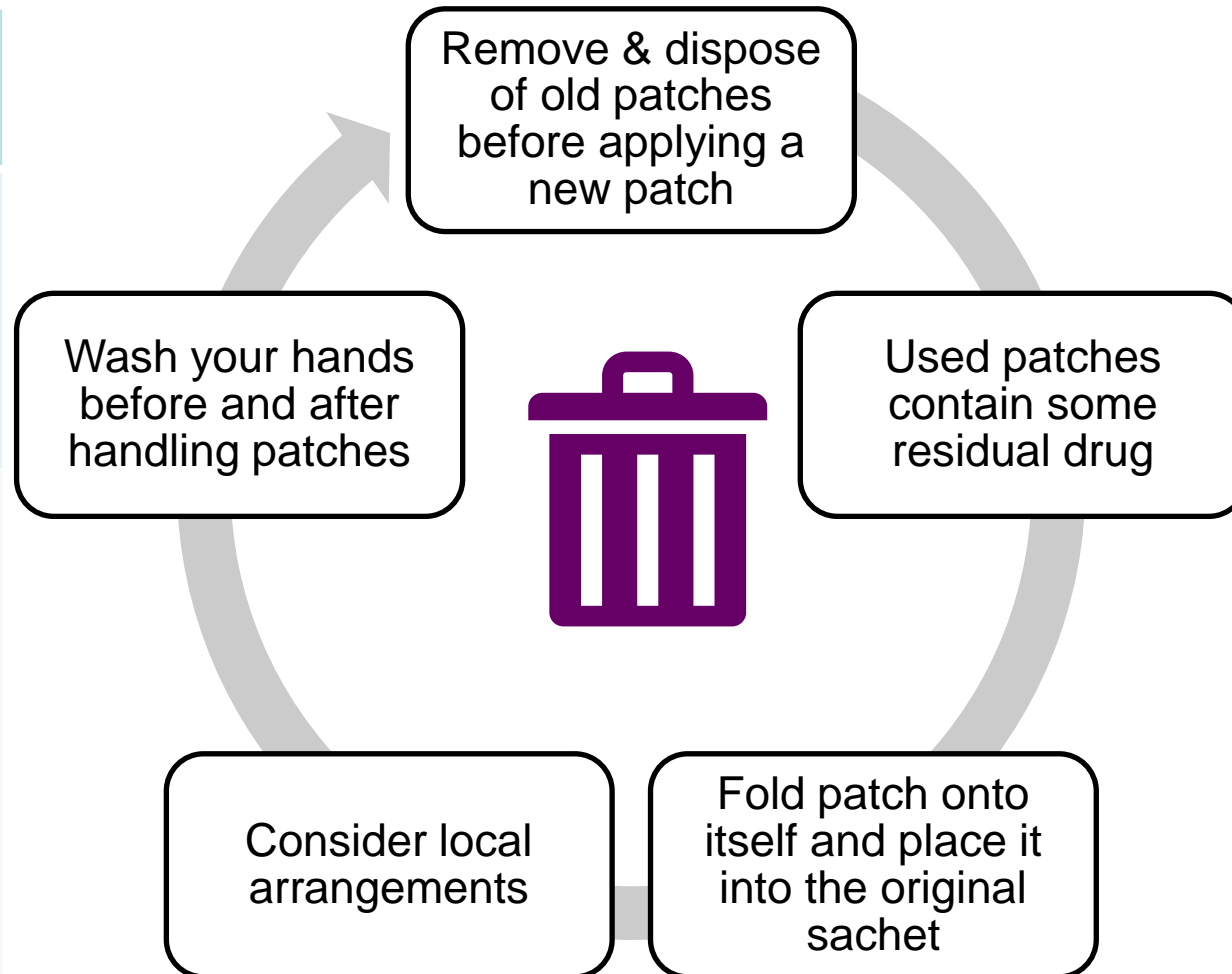 Remove & dispose
of old patches
before applying a
new patch
Used patches
contain some
residual drug
Fold patch onto
itself and place it
into the original
sachet
Consider local
arrangements
Wash your hands
before and after
handling patches